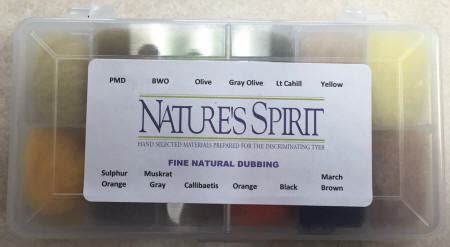 PMD BWO Olive Gray Olive Lt Cahill Yellow
NATURE'S SPIRIT
HAND SELECTED MATERIALS PREPARED FOR THE DISCRIMINATING TYER
FINE NATURAL DUBBING
Sulphur Muskrat March
Orange Gray Callibaetis Orange Black Brown